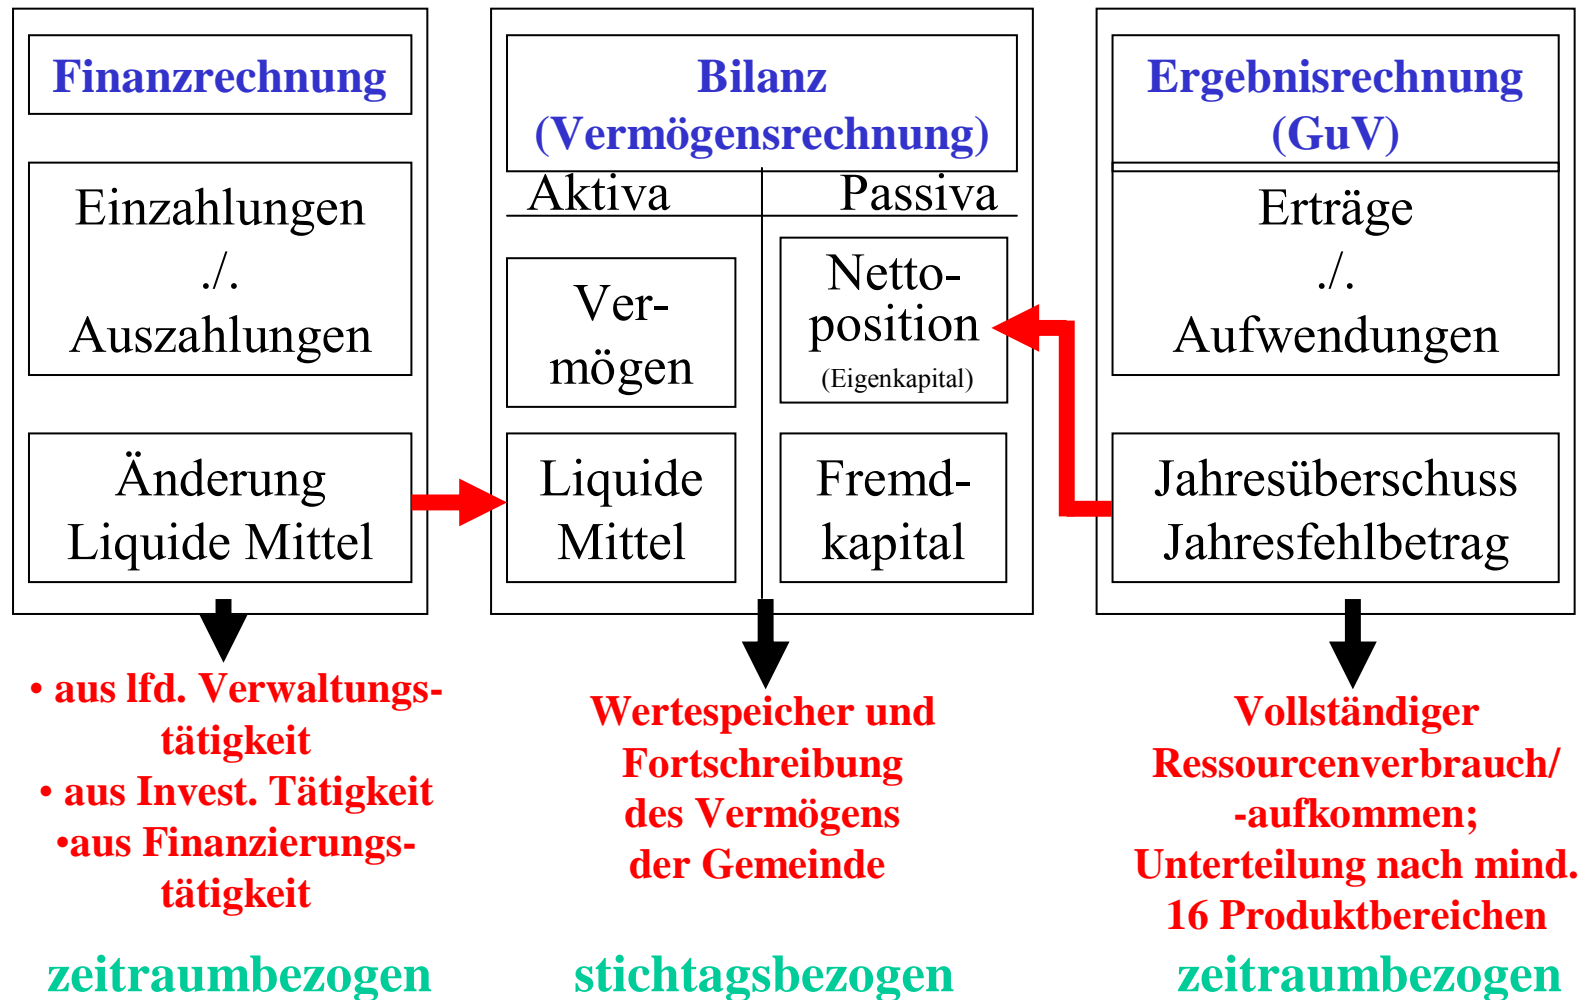 Finanzrechnung
Einzahlungen
./.
Auszahlungen
Änderung
Liquide Mittel
• aus lfd. Verwaltungs-
tätigkeit
• aus Invest. Tätigkeit
•aus Finanzierungs-
tätigkeit
zeitraumbezogen
Bilanz
(Vermögensrechnung)
Aktiva
Passiva
Ver-
mögen
Netto-
position
(Eigenkapital)
Liquide
Mittel
Fremd-
kapital
Wertespeicher und
Fortschreibung
des Vermögens
der Gemeinde
stichtagsbezogen
Ergebnisrechnung
(GuV)
Erträge
./.
Aufwendungen
Jahresüberschuss
Jahresfehlbetrag
Vollständiger
Ressourcenverbrauch/
-aufkommen;
Unterteilung nach mind.
16 Produktbereichen
zeitraumbezogen